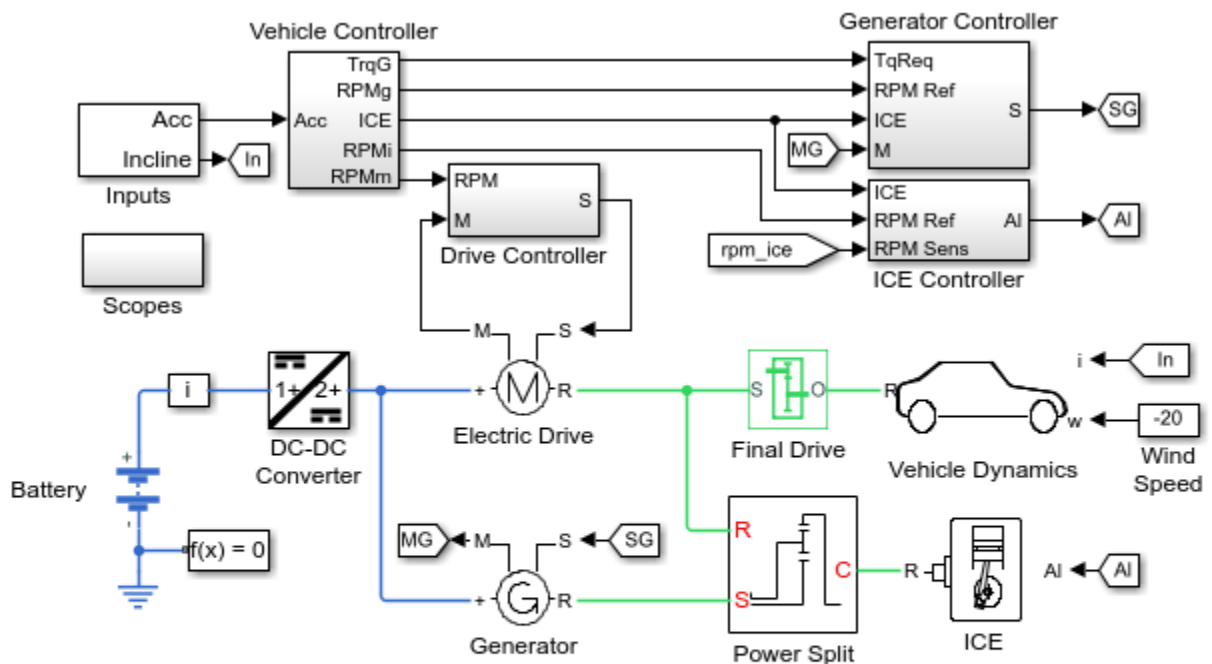 Vehicle Controller
Generator Controller
TrqG
RPMg
Acc
ICE
RPMi
RPMm
TqReq
RPM Ref
ICE
M
S
SG
MG
Acc
Incline
In
Inputs
RPM
M
S
Drive Controller
ICE
RPM Ref
RPM Sens
AI
AI
rpm_ice
ICE Controller
Scopes
M
S
i
1+
2+
DC-DC
Converter
+
M
R
Electric Drive
S
O
Final Drive
R
i
In
w
-20
Vehicle Dynamics
Wind
Speed
Battery
+
-
f(x) = 0
MG
M
S
SG
+
G
R
Generator
R
S
C
Power Split
R
AI
AI
ICE